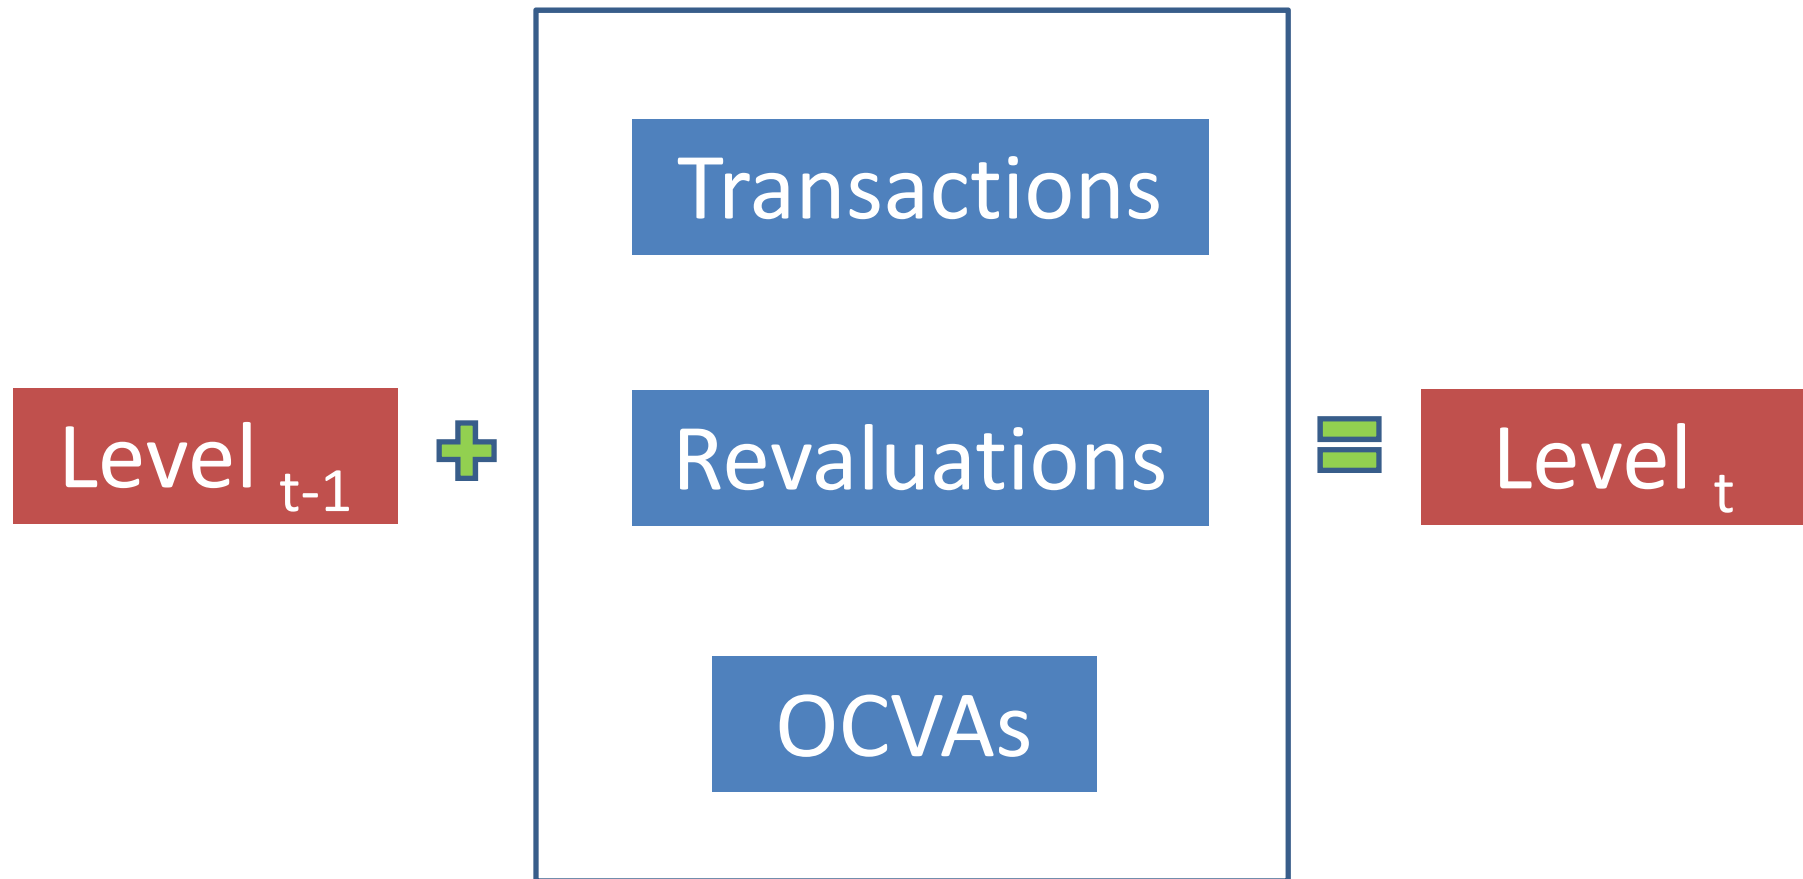 Transactions
Level t-1
Revaluations
Level t
OCVAs